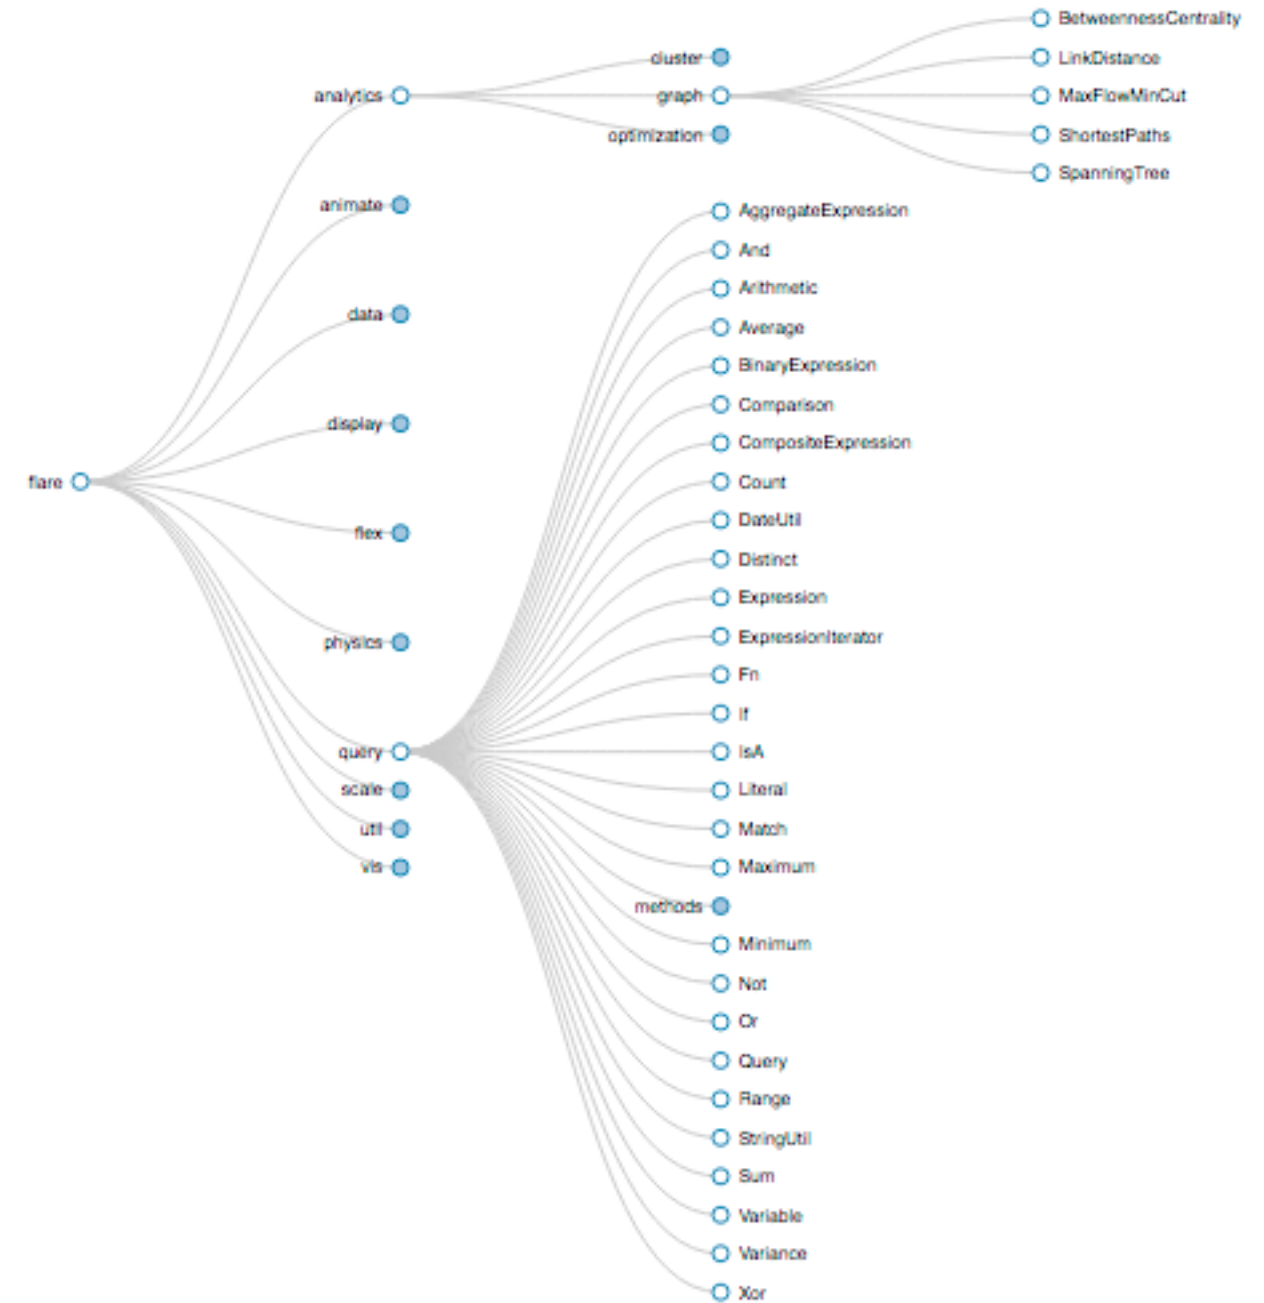 BetweennessCentrality
cluster
LinkDistance
analytics
graph
MaxFlowMinCut
optimization
ShortestPaths
SpanningTree
animate
AggregateExpression
And
Arithmetic
data
Average
BinaryExpression
Comparison
display
CompositeExpression
flare
Count
DateUtil
flex
Distinct
Expression
ExpressionIterator
physics
Fn
If
query
IsA
scale
Literal
util
Match
vis
Maximum
methods
Minimum
Not
Or
Query
Range
StringUtil
Sum
Variable
Variance
Xor